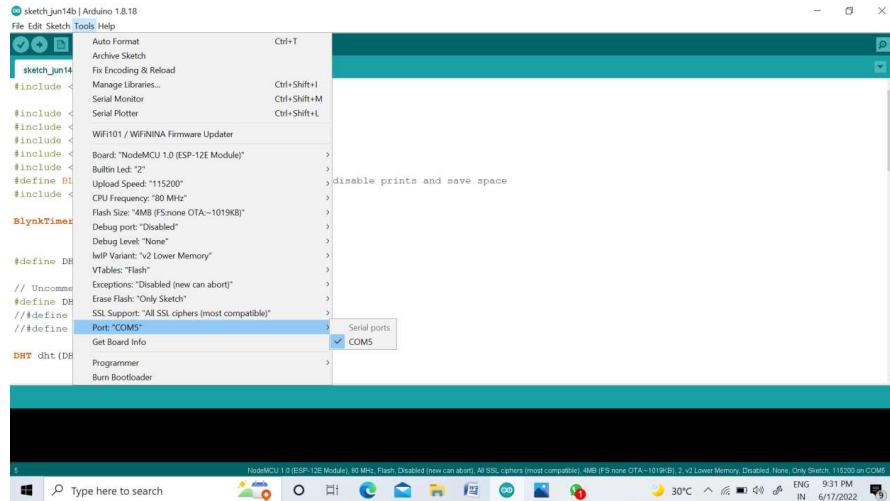 sketch_jun14b | Arduino 1.8.18
File Edit Sketch Tools Help
sketch_jun14
Auto Format Ctrl+T
Archive Sketch
Fix Encoding & Reload
Manage Libraries... Ctrl+Shift+I
Serial Monitor Ctrl+Shift+M
Serial Plotter Ctrl+Shift+L
WiFi101 / WiFiNINA Firmware Updater
Board: "NodeMCU 1.0 (ESP-12E Module)"
Builtin Led: "2"
Upload Speed: "115200"
CPU Frequency: "80 MHz"
Flash Size: "4MB (FS:none OTA:~1019KB)"
Debug port: "Disabled"
Debug Level: "None"
lwIP Variant: "v2 Lower Memory"
VTables: "Flash"
Exceptions: "Disabled (new can abort)"
Erase Flash: "Only Sketch"
SSL Support: "All SSL ciphers (most compatible)"
Port: "COM5"
Get Board Info
Programmer
Burn Bootloader
Serial ports
COM5
#include <
#include <
#include <
#include <
#include <
#include <
#define BL disable prints and save space
#include <
BlynkTimer
#define DH
// Uncomme
#define DH
//#define
//#define
DHT dht(DH
5 NodeMCU 1.0 (ESP-12E Module), 80 MHz, Flash, Disabled (new can abort), All SSL ciphers (most compatible), 4MB (FS:none OTA:~1019KB), 2, v2 Lower Memory, Disabled, None, Only Sketch, 115200 on COM5
Type here to search
30°C
ENG
IN
9:31 PM
6/17/2022